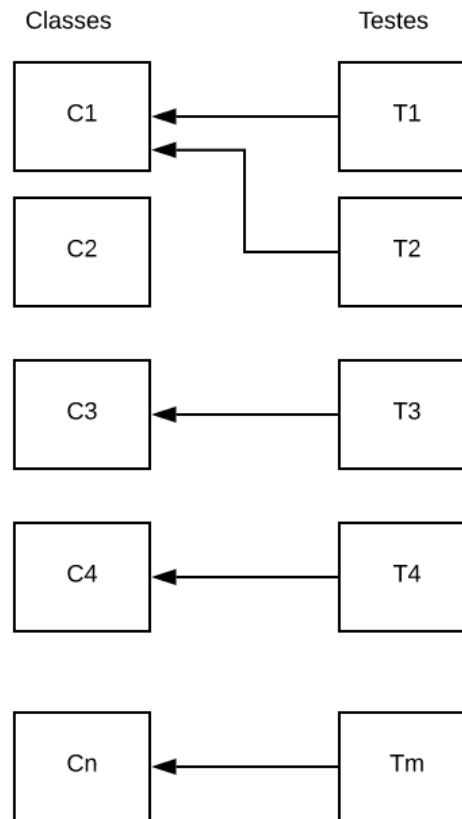 Classes Testes
C1 T1
C2 T2
C3 T3
C4 T4
Cn Tm